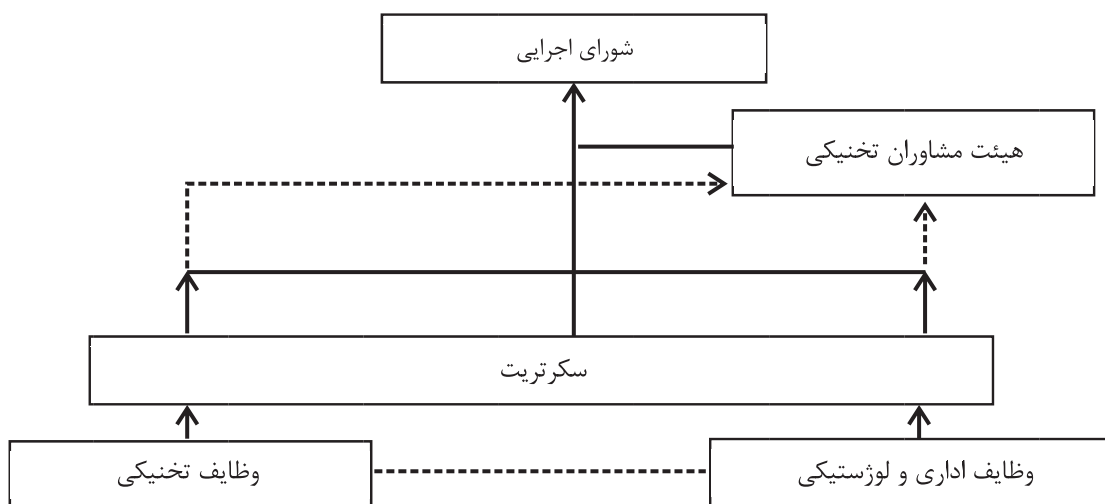 شورای اجرایی
هیئت مشاوران تخنیکی
سکرتریت
وظایف اداری و لوژستیکی
وظایف تخنیکی